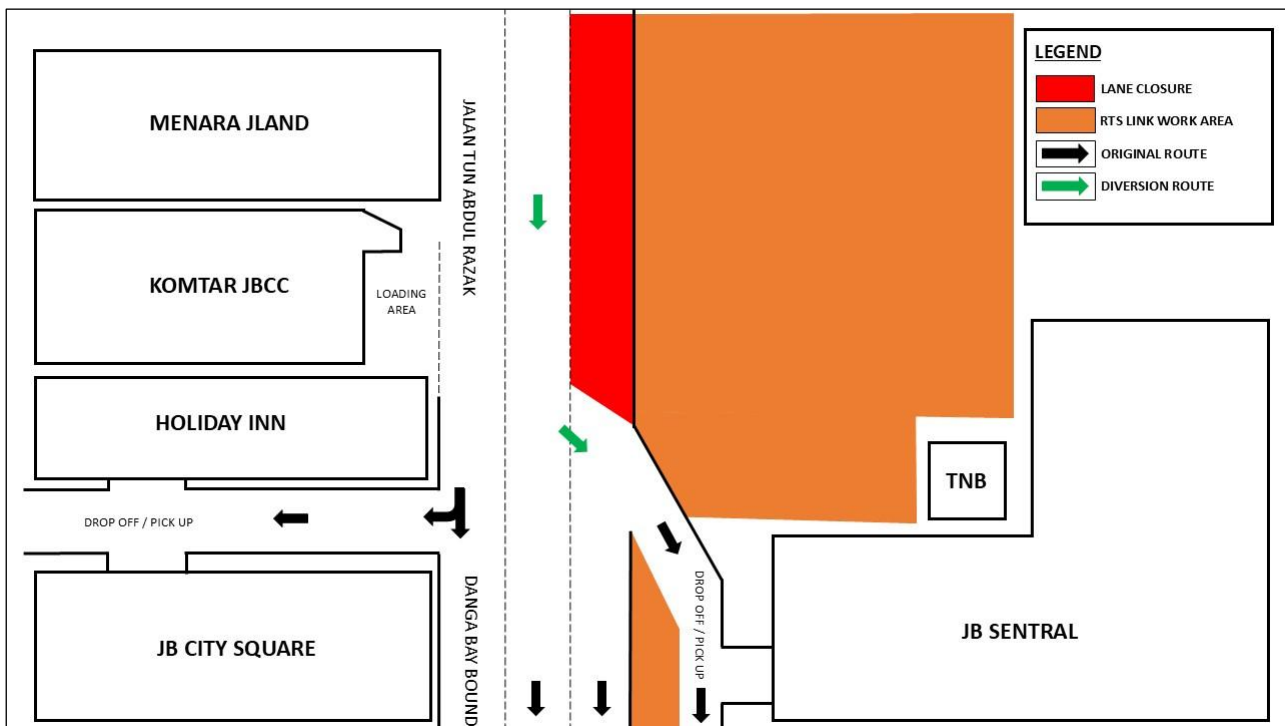 MENARA JLAND
KOMTAR JBCC
LOADING
AREA
HOLIDAY INN
DROP OFF / PICK UP
JB CITY SQUARE
JALAN TUN ABDUL RAZAK
DANGA BAY BOUND
DROP OFF / PICK UP
TNB
JB SENTRAL
LEGEND
LANE CLOSURE
RTS LINK WORK AREA
ORIGINAL ROUTE
DIVERSION ROUTE